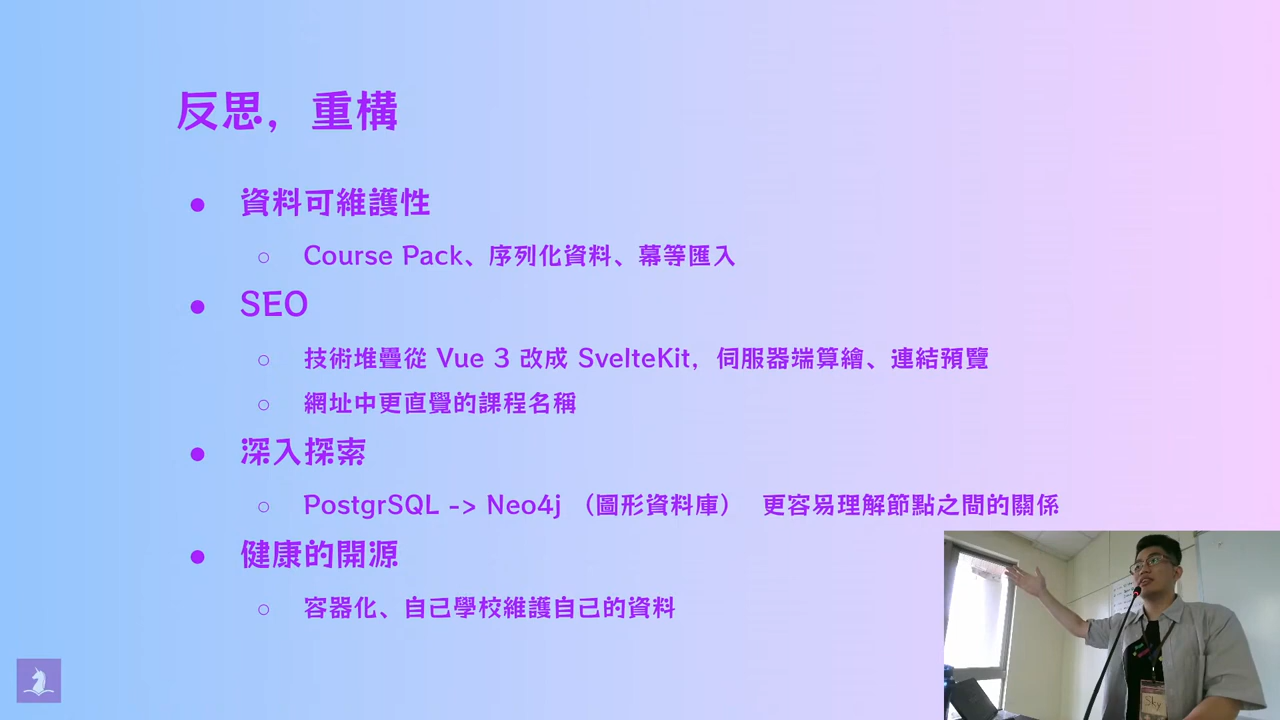 反思，重構
資料可維護性
Course Pack、序列化資料、幕等匯入
SEO
技術堆疊從 Vue 3 改成 SvelteKit，伺服器端算繪、連結預覽
網址中更直覺的課程名稱
深入探索
PostgrSQL -> Neo4j （圖形資料庫） 更容易理解節點之間的關係
健康的開源
容器化、自己學校維護自己的資料
Sky